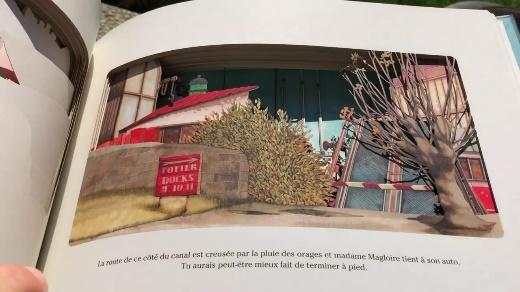 POTTER
DOCKS
9.10.11
La route de ce côté du canal est creusée par la pluie des orages et madame Magloire tient à son auto.
Tu aurais peut-être mieux fait de terminer à pied.